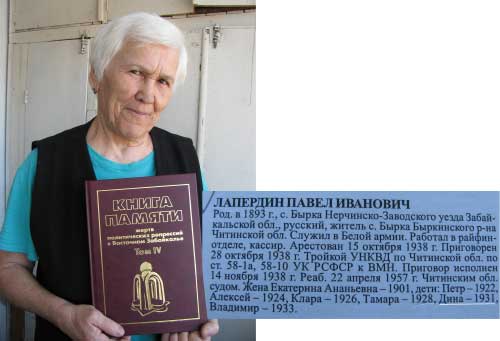 КНИГА
ПАМЯТИ
жертв
политических репрессий
в Восточном Забайкалье
Том IV
ЛАПЕРДИН ПАВЕЛ ИВАНОВИЧ
Род. в 1893 г., с. Бырка Нерчинско-Заводского уезда Забай-
кальской обл., русский, житель с. Бырка Быркинского р-на
Читинской обл. Служил в Белой армии. Работал в райфин-
отделе, кассир. Арестован 15 октября 1938 г. Приговорен
28 октября 1938 г. Тройкой УНКВД по Читинской обл. по
ст. 58-1а, 58-10 УК РСФСР к ВМН. Приговор исполнен
14 ноября 1938 г. Реаб. 22 апреля 1957 г. Читинским обл.
судом. Жена Екатерина Ананьевна – 1901, дети: Петр – 1922,
Алексей – 1924, Клара – 1926, Тамара – 1928, Дина – 1931,
Владимир – 1933.